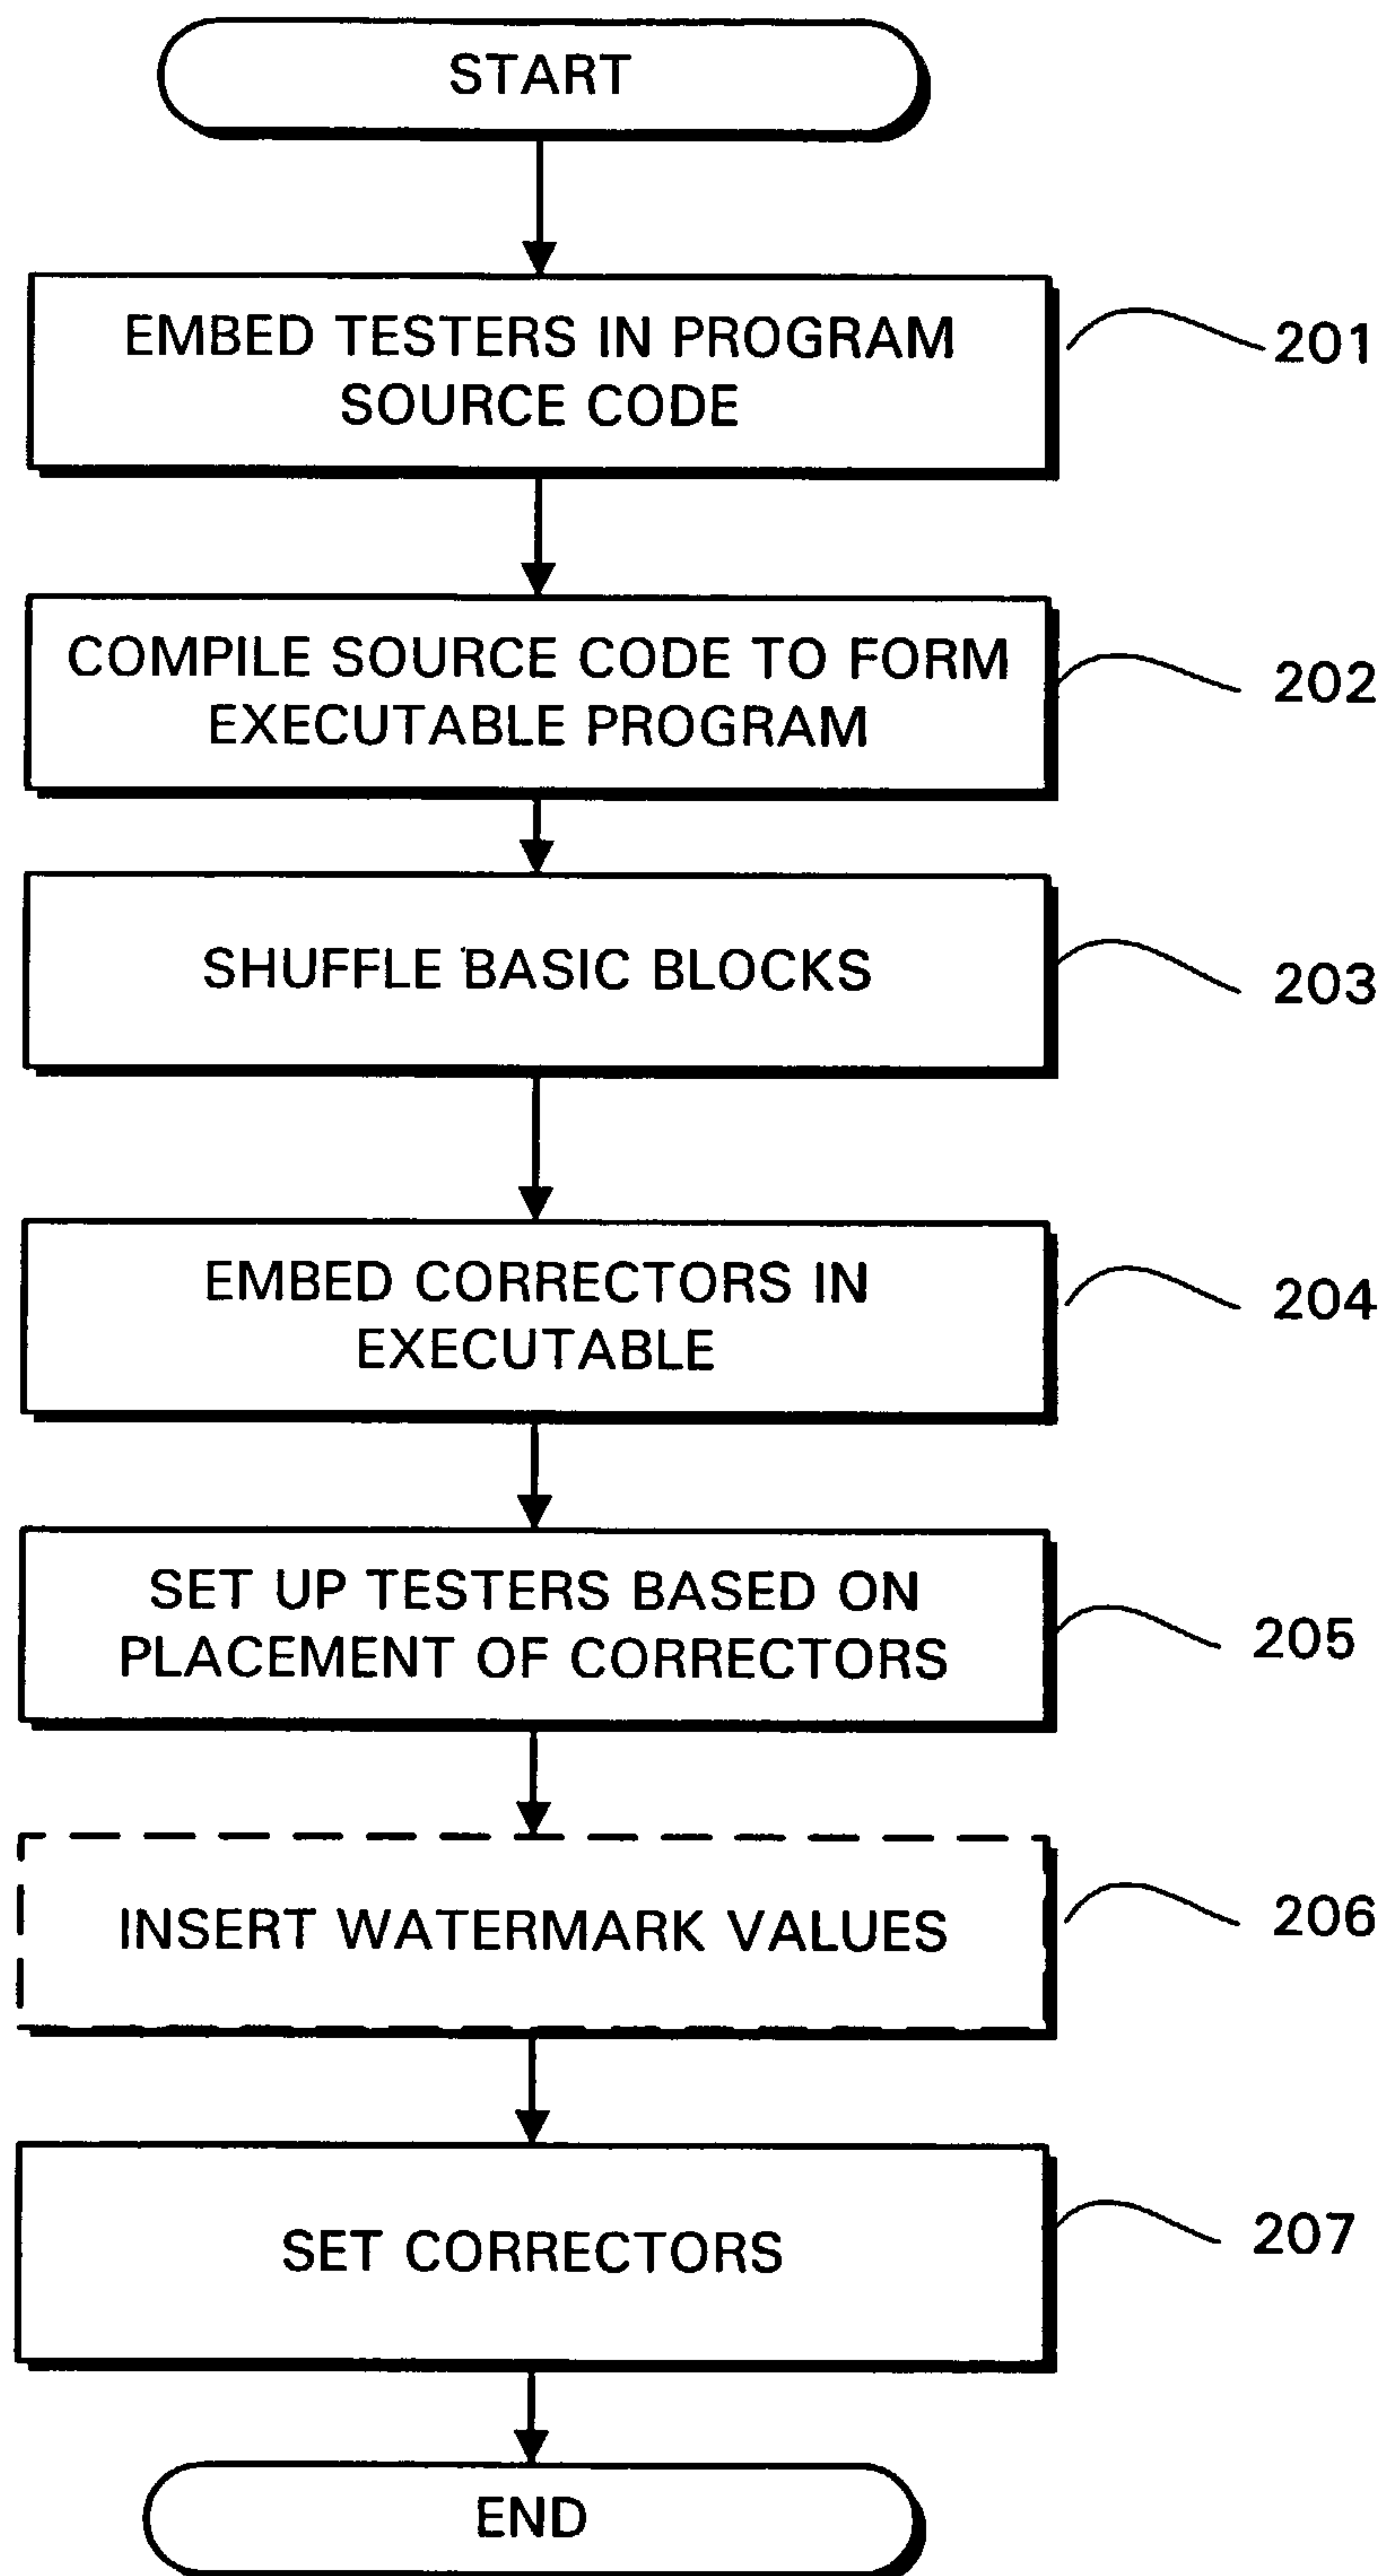 START
EMBED TESTERS IN PROGRAM
SOURCE CODE
201
COMPILE SOURCE CODE TO FORM
EXECUTABLE PROGRAM
202
SHUFFLE BASIC BLOCKS
203
EMBED CORRECTORS IN
EXECUTABLE
204
SET UP TESTERS BASED ON
PLACEMENT OF CORRECTORS
205
INSERT WATERMARK VALUES
206
SET CORRECTORS
207
END